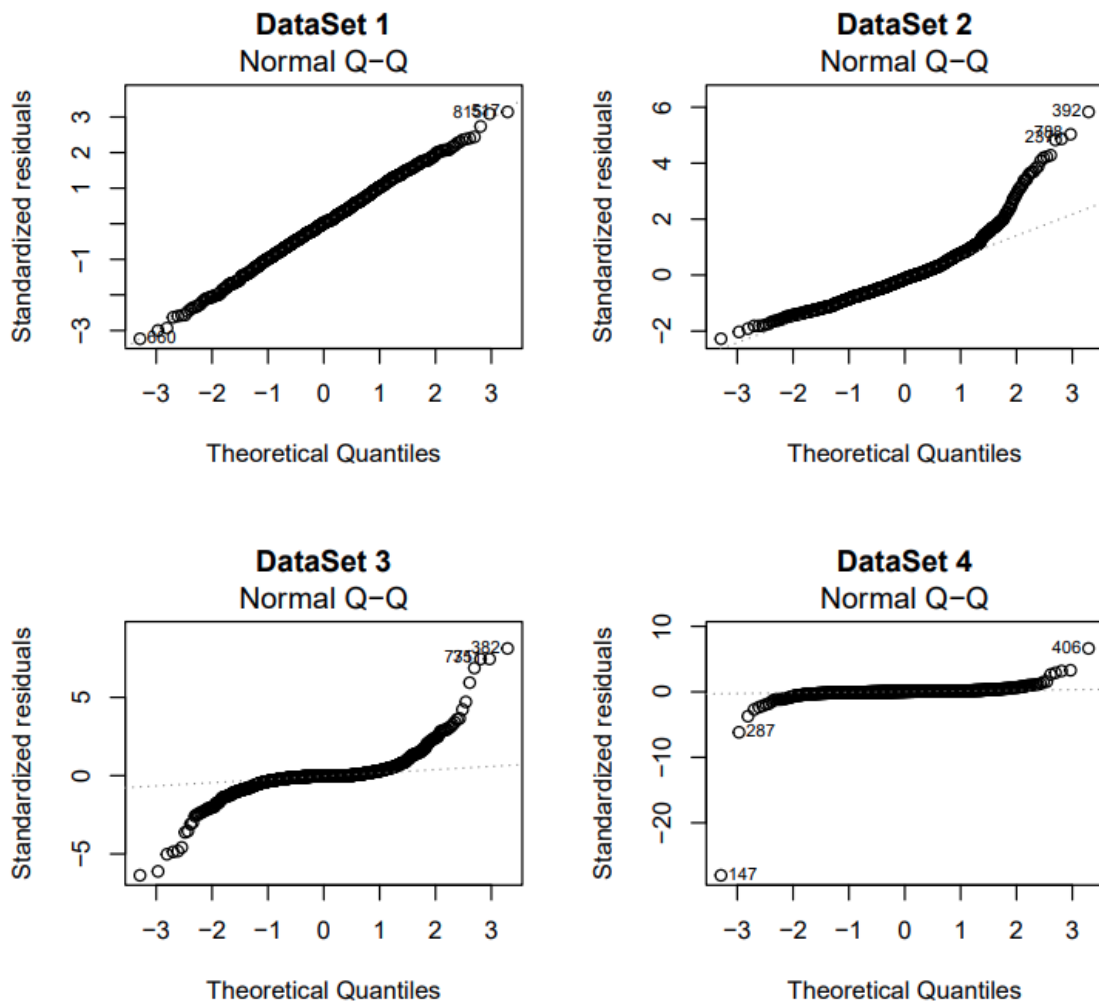 DataSet 1
Normal Q−Q
Standardized residuals
3
2
1
−1
−3
517
660
−3 −2 −1 0 1 2 3
Theoretical Quantiles
DataSet 2
Normal Q−Q
Standardized residuals
6
4
2
0
−2
392
−3 −2 −1 0 1 2 3
Theoretical Quantiles
DataSet 3
Normal Q−Q
Standardized residuals
5
0
−5
382
−3 −2 −1 0 1 2 3
Theoretical Quantiles
DataSet 4
Normal Q−Q
Standardized residuals
10
0
−10
−20
406
287
147
−3 −2 −1 0 1 2 3
Theoretical Quantiles